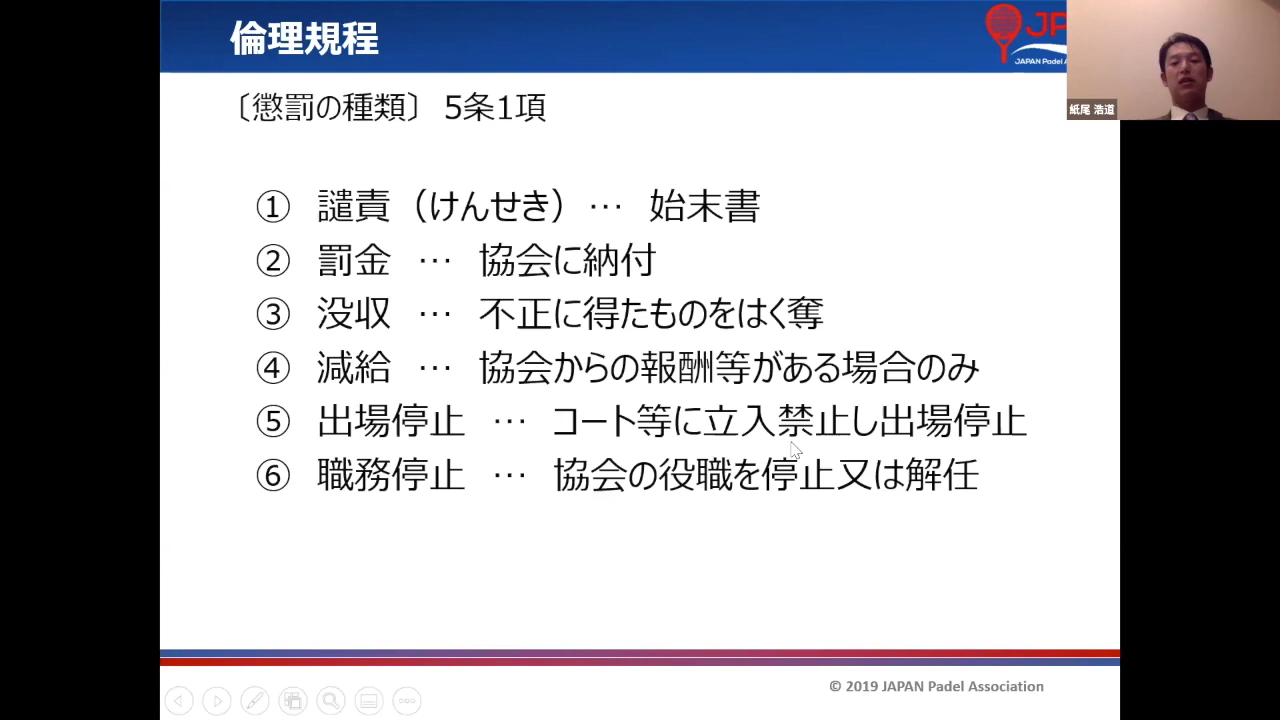 倫理規程
JP
JAPAN Padel A
紙尾 浩道
〔懲罰の種類〕 5条1項
① 譴責（けんせき）… 始末書
② 罰金 … 協会に納付
③ 没収 … 不正に得たものをはく奪
④ 減給 … 協会からの報酬等がある場合のみ
⑤ 出場停止 … コート等に立入禁止し出場停止
⑥ 職務停止 … 協会の役職を停止又は解任
© 2019 JAPAN Padel Association